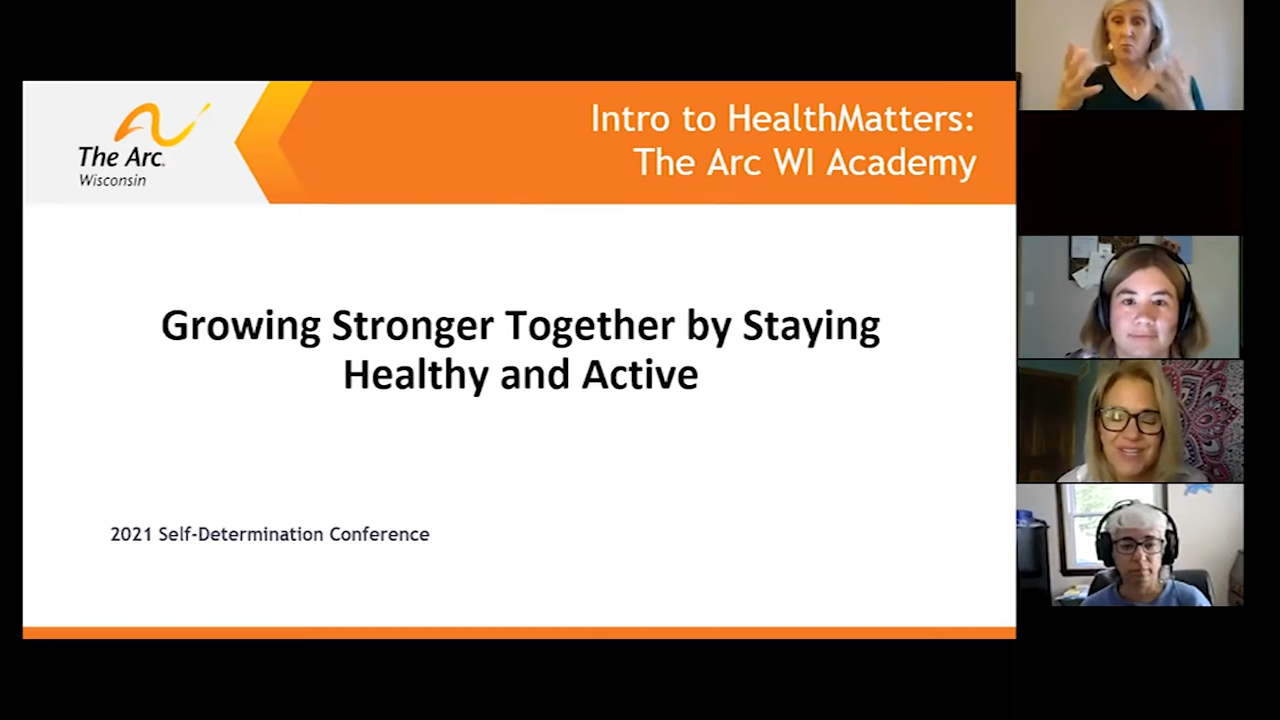 The Arc.
Wisconsin
Intro to HealthMatters:
The Arc WI Academy
Growing Stronger Together by Staying
Healthy and Active
2021 Self-Determination Conference